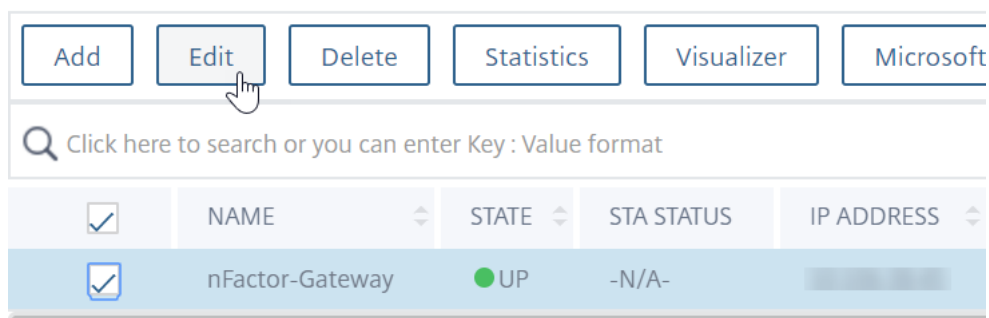 Add Edit Delete Statistics Visualizer Microsoft
Click here to search or you can enter Key : Value format
NAME STATE STA STATUS IP ADDRESS
nFactor-Gateway UP -N/A-